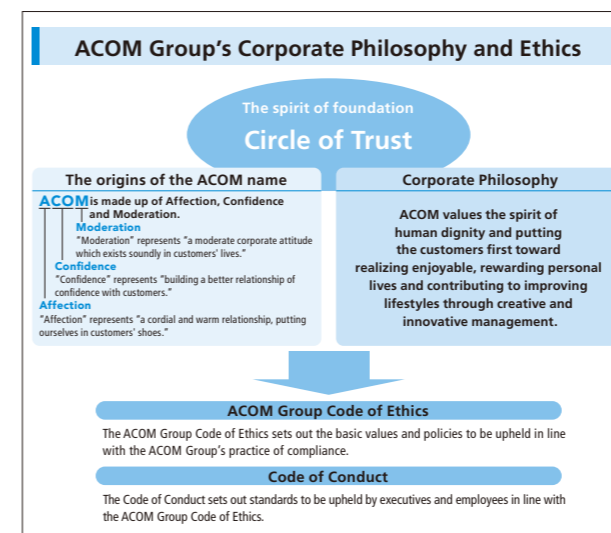 ACOM Group's Corporate Philosophy and Ethics
The spirit of foundation
Circle of Trust
The origins of the ACOM name
ACOM is made up of Affection, Confidence
and Moderation.
Moderation
"Moderation" represents "a moderate corporate attitude
which exists soundly in customers' lives."
Confidence
"Confidence" represents "building a better relationship of
confidence with customers."
Affection
"Affection" represents "a cordial and warm relationship, putting
ourselves in customers' shoes."
Corporate Philosophy
ACOM values the spirit of
human dignity and putting
the customers first toward
realizing enjoyable, rewarding personal
lives and contributing to improving
lifestyles through creative and
innovative management.
ACOM Group Code of Ethics
The ACOM Group Code of Ethics sets out the basic values and policies to be upheld in line
with the ACOM Group's practice of compliance.
Code of Conduct
The Code of Conduct sets out standards to be upheld by executives and employees in line with
the ACOM Group Code of Ethics.